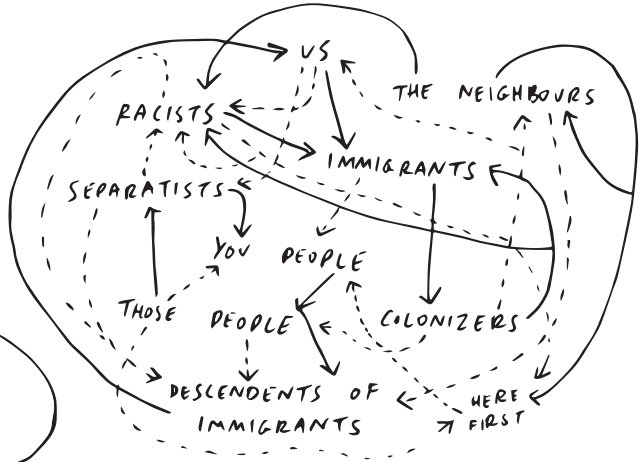 US
THE NEIGHBOURS
RACISTS
IMMIGRANTS
SEPARATISTS
YOU
PEOPLE
THOSE
PEOPLE
COLONIZERS
DESCENDENTS OF
IMMIGRANTS
HERE
FIRST